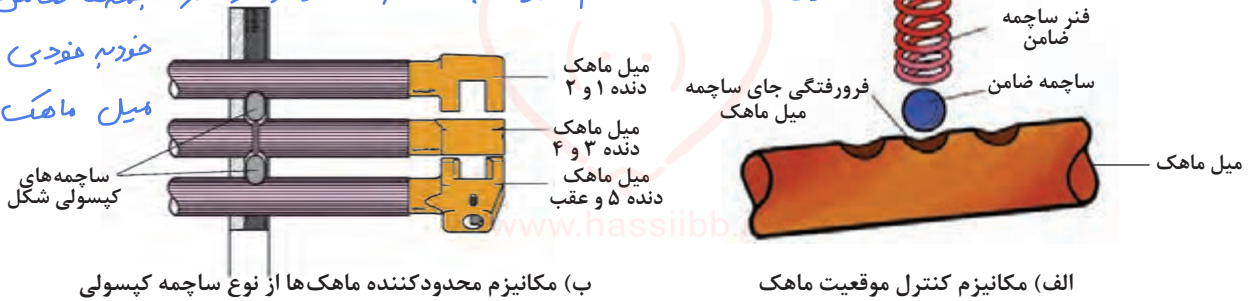 خودبه خودی
میل ماهک
میل ماهک
دنده ۱ و ۲
میل ماهک
دنده ۳ و ۴
میل ماهک
دنده ۵ و عقب
ساچمه‌های
کپسولی شکل
فنر ساچمه
ضامن
ساچمه ضامن
فرورفتگی جای ساچمه
میل ماهک
میل ماهک
www.hassiibb.
الف) مکانیزم کنترل موقعیت ماهک
ب) مکانیزم محدودکننده ماهک‌ها از نوع ساچمه کپسولی